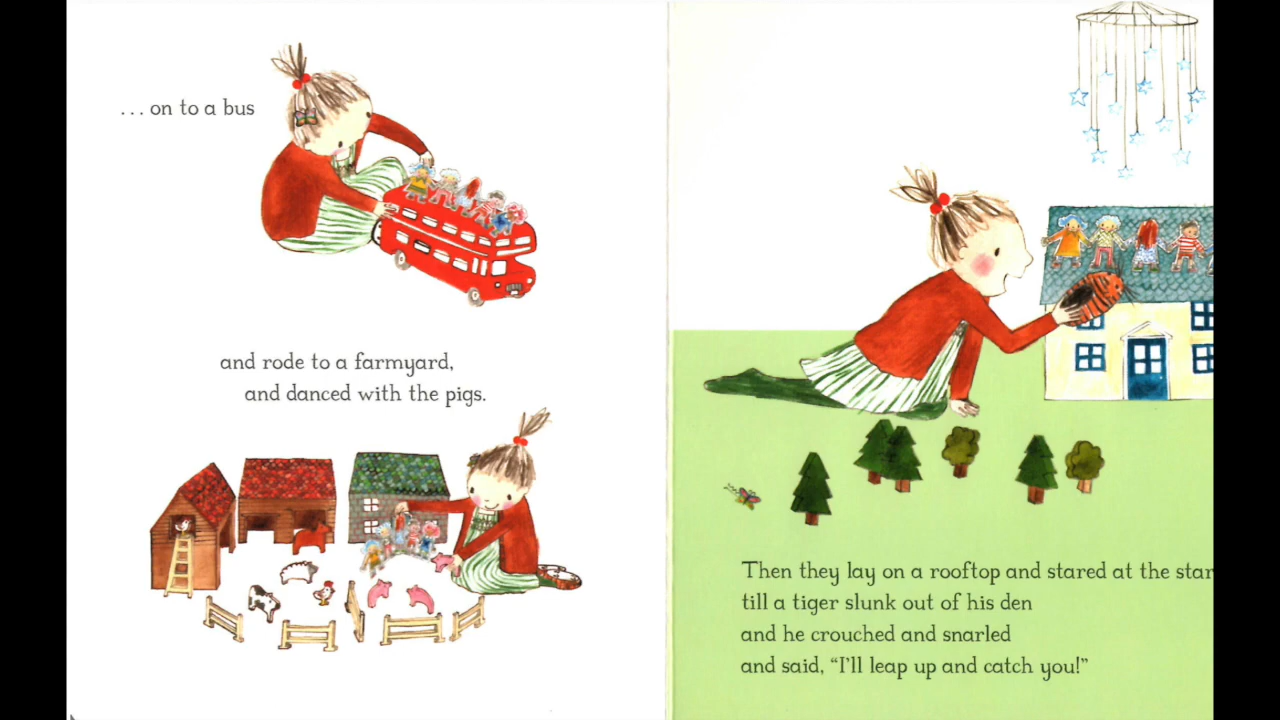 ... on to a bus
and rode to a farmyard,
and danced with the pigs.
Then they lay on a rooftop and stared at the star
till a tiger slunk out of his den
and he crouched and snarled
and said, “I’ll leap up and catch you!”